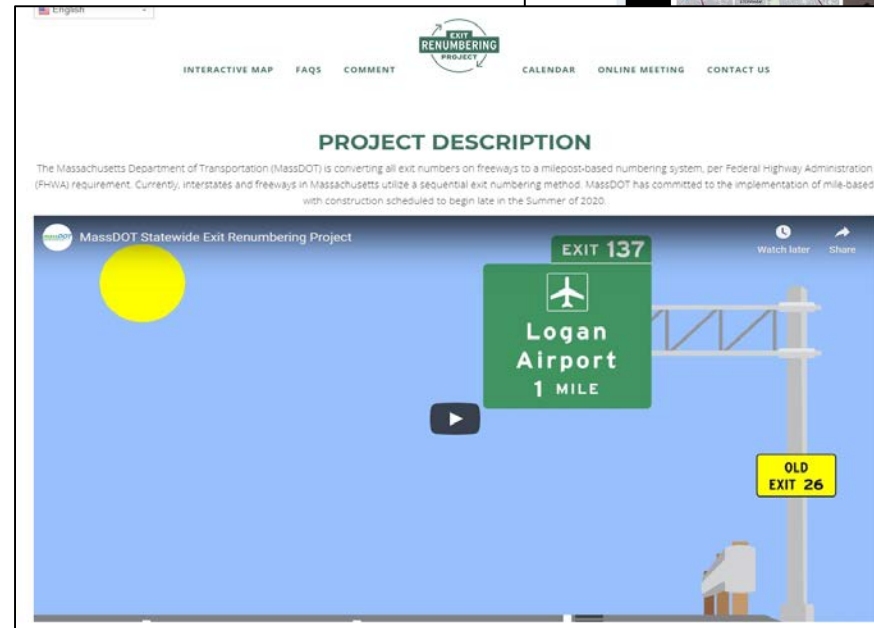 English
EXIT
RENUMBERING
PROJECT
INTERACTIVE MAP FAQS COMMENT CALENDAR ONLINE MEETING CONTACT US
PROJECT DESCRIPTION
The Massachusetts Department of Transportation (MassDOT) is converting all exit numbers on freeways to a milepost-based numbering system, per Federal Highway Administration
(FHWA) requirement. Currently, interstates and freeways in Massachusetts utilize a sequential exit numbering method. MassDOT has committed to the implementation of mile-based
with construction scheduled to begin late in the Summer of 2020.
massDOT
MassDOT Statewide Exit Renumbering Project
Watch later Share
EXIT 137
Logan
Airport
1 MILE
OLD
EXIT 26